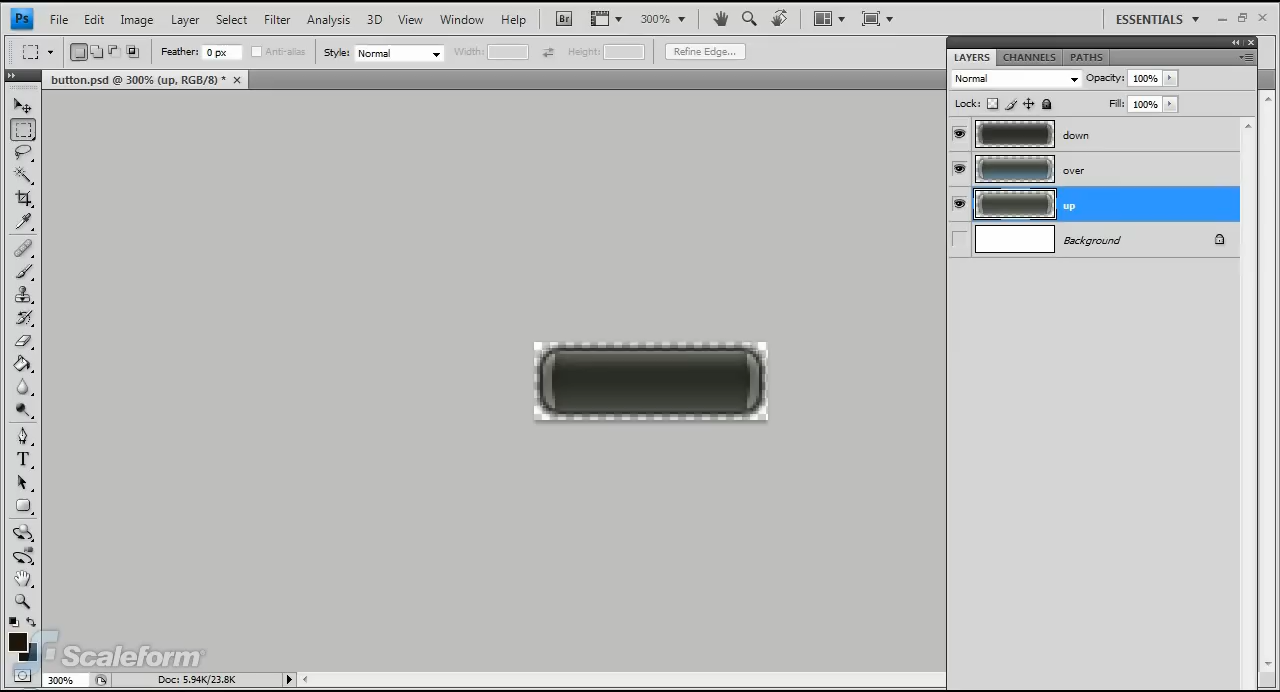 Ps File Edit Image Layer Select Filter Analysis 3D View Window Help Br 300% ESSENTIALS
Feather: 0 px Anti-alias Style: Normal Width: Height: Refine Edge...
button.psd @ 300% (up, RGB/8) * ×
LAYERS CHANNELS PATHS
Normal Opacity: 100%
Lock: Fill: 100%
down
over
up
Background
T
Scaleform
300% Doc: 5.94K/23.8K